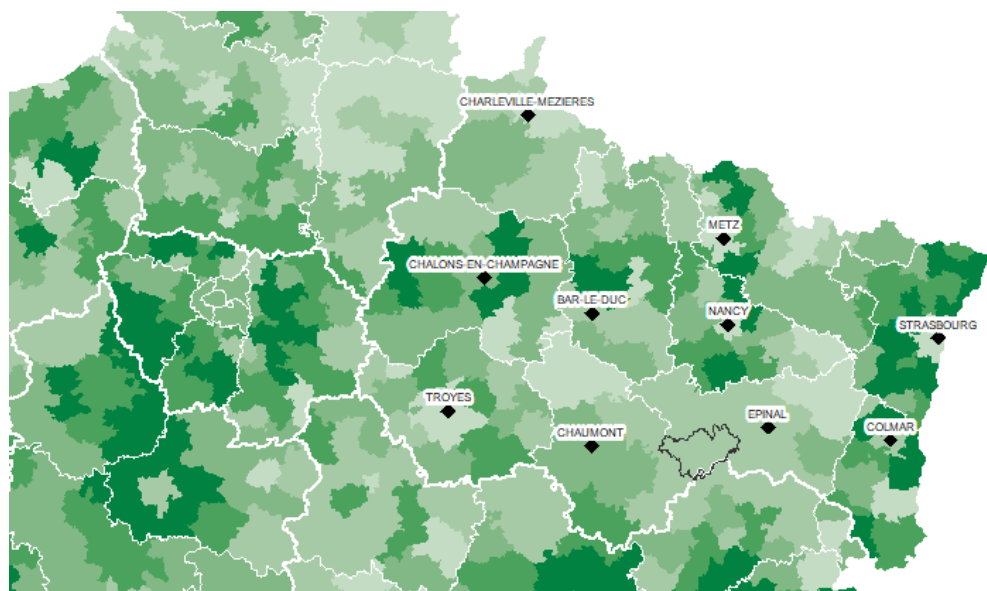 CHARLEVILLE-MEZIERES
METZ
CHALONS-EN-CHAMPAGNE
BAR-LE-DUC
NANCY
STRASBOURG
TROYES
EPINAL
CHAUMONT
COLMAR